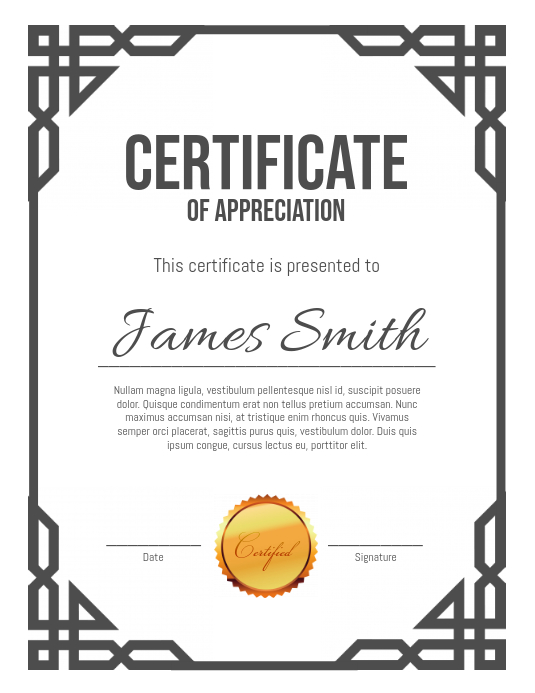 CERTIFICATE
OF APPRECIATION
This certificate is presented to
James Smith
Nullam magna ligula, vestibulum pellentesque nisl id, suscipit posuere
dolor. Quisque condimentum erat non tellus pretium accumsan. Nunc
maximus accumsan nisi, at tristique enim rhoncus quis. Vivamus
semper orci placerat, sagittis purus quis, vestibulum dolor. Duis quis
ipsum congue, cursus lectus eu, porttitor elit.
Certified
Date
Signature